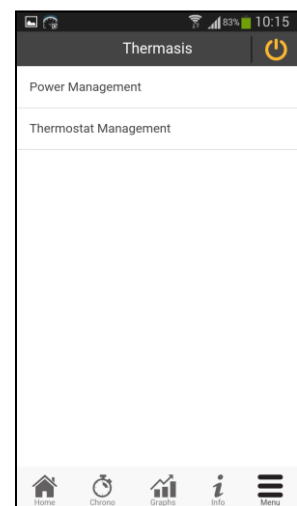 83% 10:15
Thermasis
Power Management
Thermostat Management
Home Chrono Graphs Info Menu